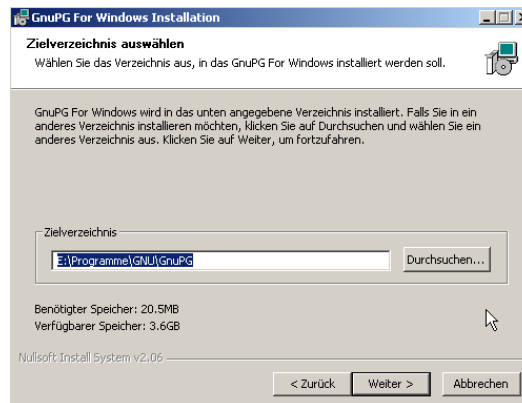 GnuPG For Windows Installation
Zielverzeichnis auswählen
Wählen Sie das Verzeichnis aus, in das GnuPG For Windows installiert werden soll.
GnuPG For Windows wird in das unten angegebene Verzeichnis installiert. Falls Sie in ein
anderes Verzeichnis installieren möchten, klicken Sie auf Durchsuchen und wählen Sie ein
anderes Verzeichnis aus. Klicken Sie auf Weiter, um fortzufahren.
Zielverzeichnis
E:\Programme\GNU\GnuPG
Durchsuchen...
Benötigter Speicher: 20.5MB
Verfügbarer Speicher: 3.6GB
Nullsoft Install System v2.06
< Zurück
Weiter >
Abbrechen